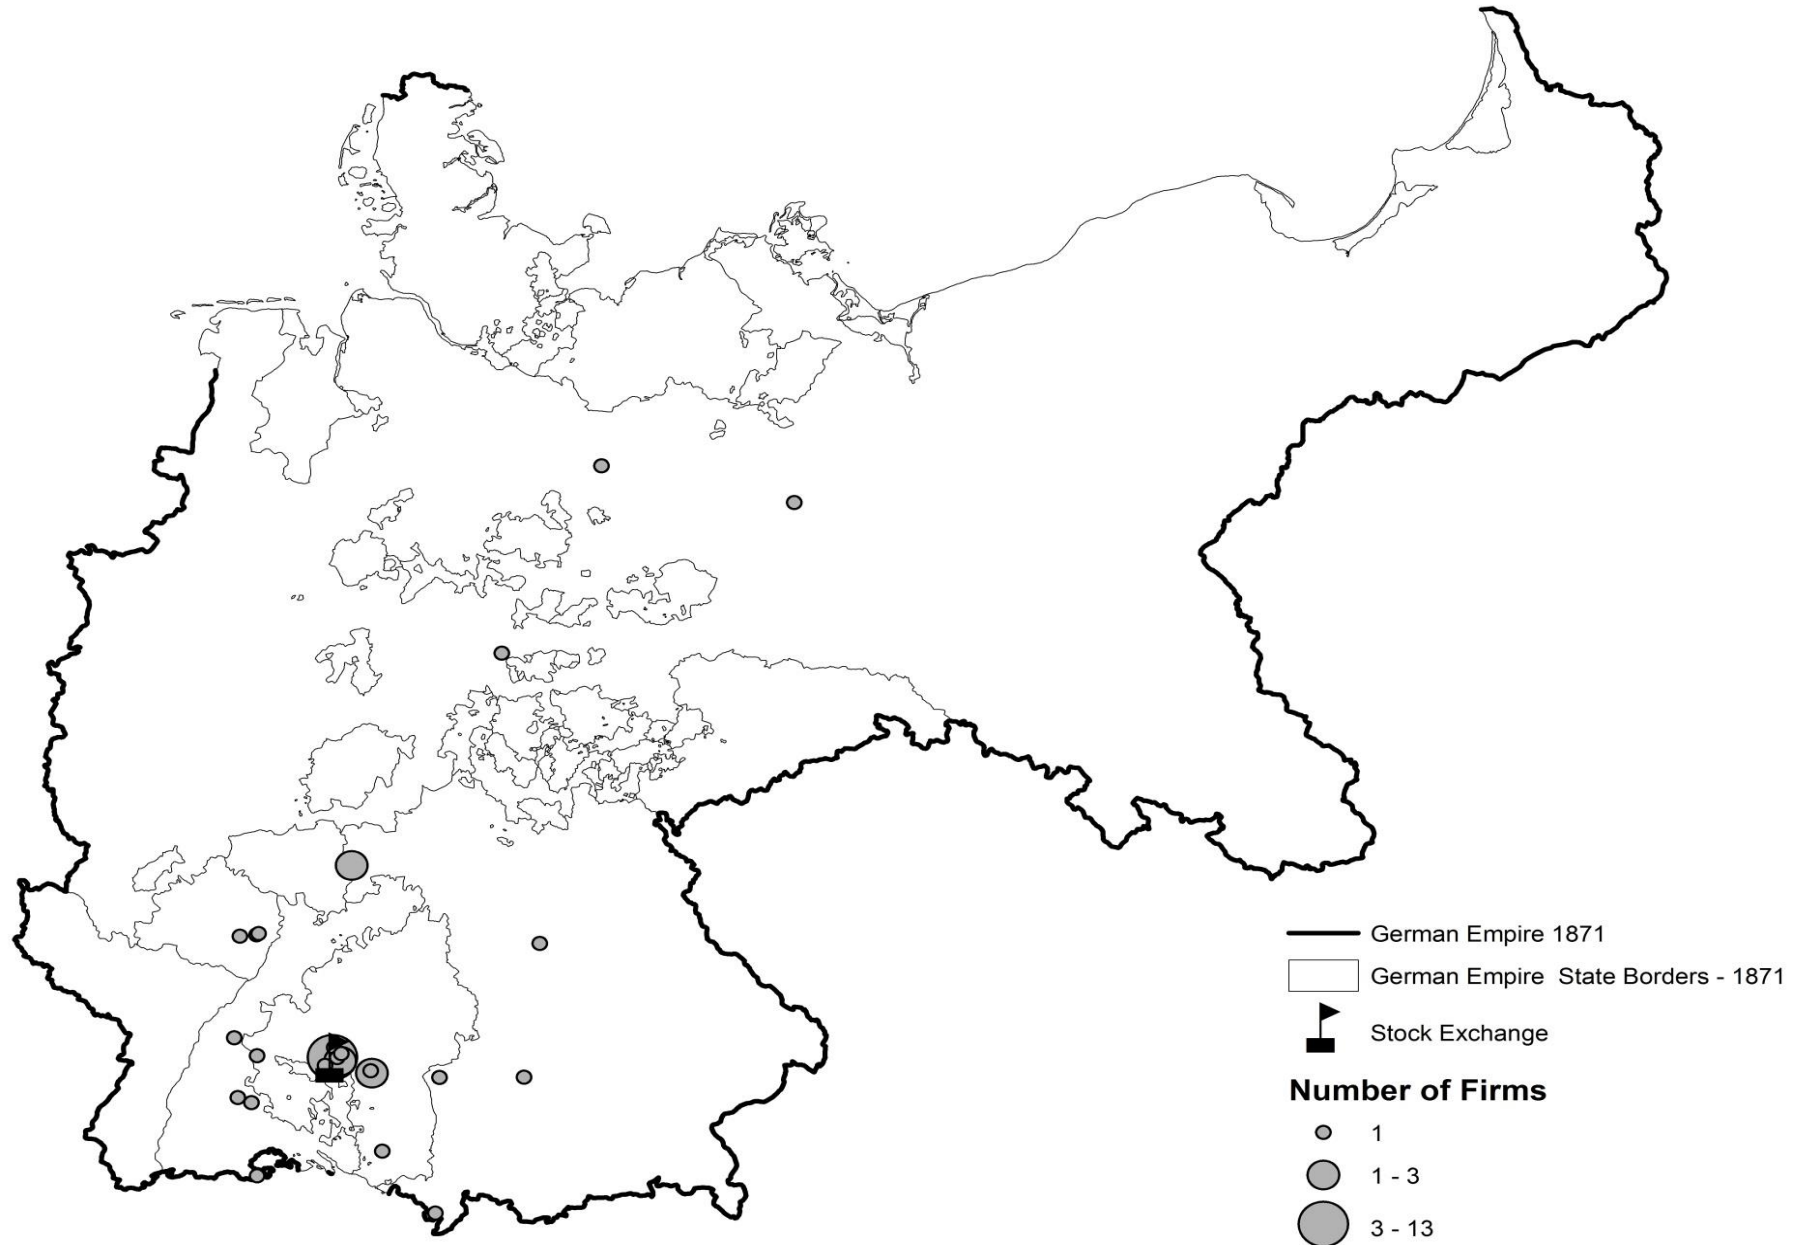 German Empire 1871
German Empire  State Borders - 1871
Stock Exchange
Number of Firms
1
1 - 3
3 - 13